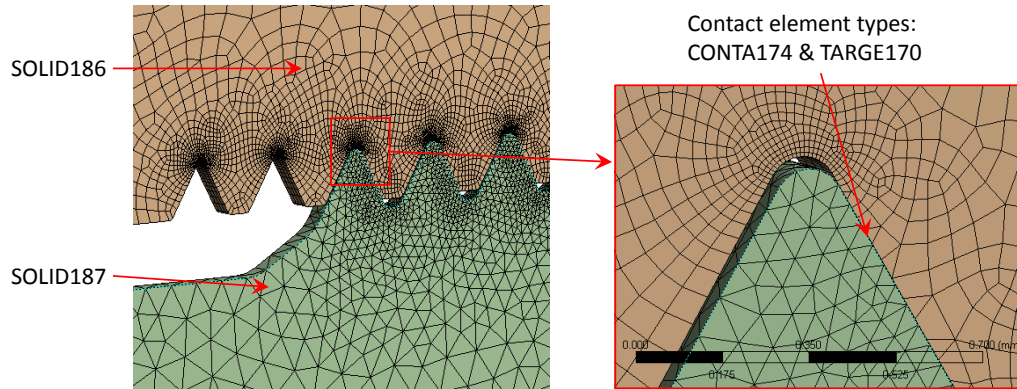 Contact element types:
CONTA174 & TARGE170
SOLID186
SOLID187
0.000
0.350
0.700 (mm
0.175
0.525